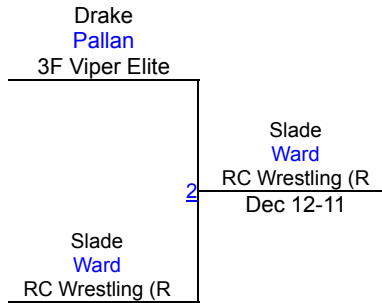 Drake
Pallan
3F Viper Elite
Slade
Ward
RC Wrestling (R
2
Dec 12-11
Slade
Ward
RC Wrestling (R